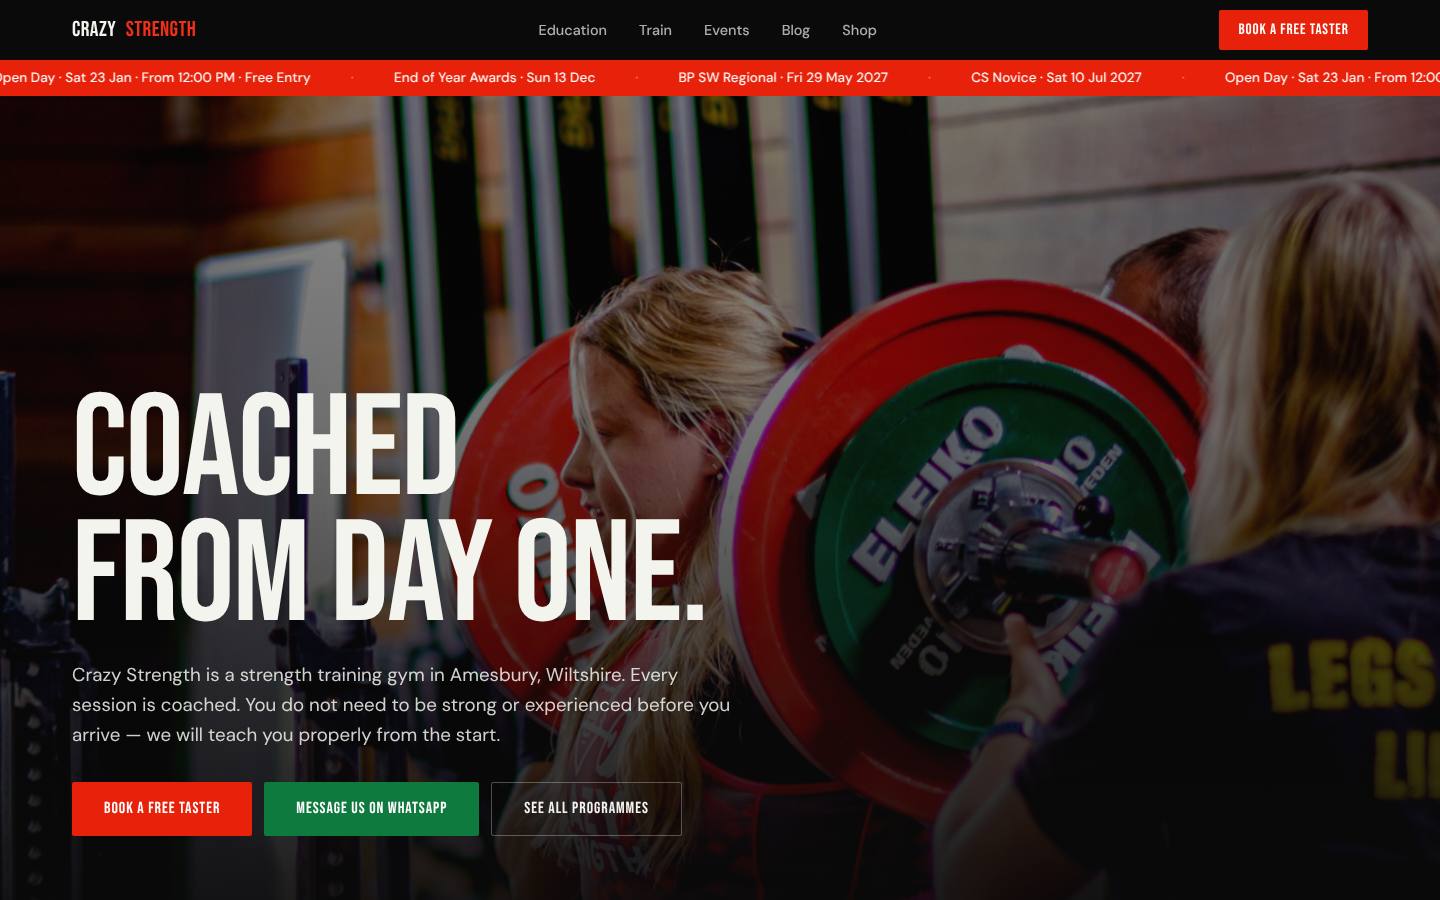 CRAZY STRENGTH
Education Train Events Blog Shop
BOOK A FREE TASTER
Open Day · Sat 23 Jan · From 12:00 PM · Free Entry · End of Year Awards · Sun 13 Dec · BP SW Regional · Fri 29 May 2027 · CS Novice · Sat 10 Jul 2027 · Open Day · Sat 23 Jan · From 12:00
ELEIKO
EDEN
COACHED
FROM DAY ONE.
LEGS
Crazy Strength is a strength training gym in Amesbury, Wiltshire. Every
session is coached. You do not need to be strong or experienced before you
arrive — we will teach you properly from the start.
BOOK A FREE TASTER
MESSAGE US ON WHATSAPP
SEE ALL PROGRAMMES